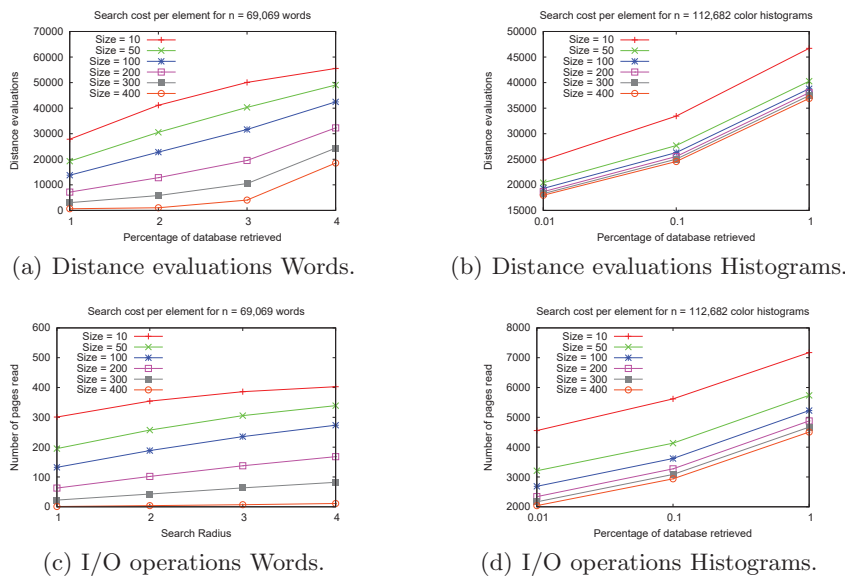 Search cost per element for n = 69,069 words
70000
60000
50000
40000
30000
20000
10000
0
Distance evaluations
Size = 10
Size = 50
Size = 100
Size = 200
Size = 300
Size = 400
1 2 3 4
Percentage of database retrieved
(a) Distance evaluations Words.
Search cost per element for n = 112,682 color histograms
50000
45000
40000
35000
30000
25000
20000
15000
Distance evaluations
Size = 10
Size = 50
Size = 100
Size = 200
Size = 300
Size = 400
0.01 0.1 1
Percentage of database retrieved
(b) Distance evaluations Histograms.
Search cost per element for n = 69,069 words
600
500
400
300
200
100
0
Number of pages read
Size = 10
Size = 50
Size = 100
Size = 200
Size = 300
Size = 400
1 2 3 4
Search Radius
(c) I/O operations Words.
Search cost per element for n = 112,682 color histograms
8000
7000
6000
5000
4000
3000
2000
Number of pages read
Size = 10
Size = 50
Size = 100
Size = 200
Size = 300
Size = 400
0.01 0.1 1
Percentage of database retrieved
(d) I/O operations Histograms.